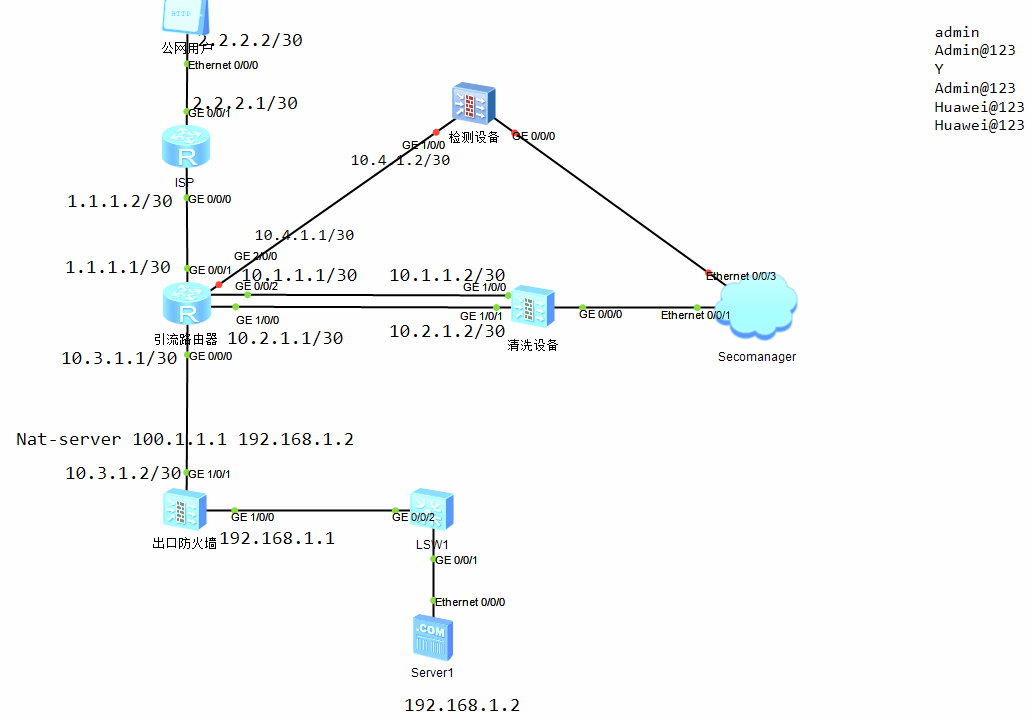 HTTP
2.2.2.2/30
公网用户
Ethernet 0/0/0
2.2.2.1/30
GE 0/0/1
R
ISP
1.1.1.2/30
GE 0/0/0
1.1.1.1/30
GE 0/0/1
admin
Admin@123
Y
Admin@123
Huawei@123
Huawei@123
检测设备
GE 1/0/0
GE 0/0/0
10.4.1.2/30
10.4.1.1/30
GE 2/0/0
10.1.1.1/30
10.1.1.2/30
GE 0/0/2
GE 1/0/0
R
引流路由器
GE 1/0/0
10.2.1.1/30
GE 1/0/1
10.2.1.2/30
清洗设备
GE 0/0/0
Ethernet 0/0/1
Ethernet 0/0/3
Secomanager
10.3.1.1/30
GE 0/0/0
Nat-server 100.1.1.1 192.168.1.2
10.3.1.2/30
GE 1/0/1
出口防火墙
GE 1/0/0
192.168.1.1
GE 0/0/2
LSW1
GE 0/0/1
Ethernet 0/0/0
.COM
Server1
192.168.1.2